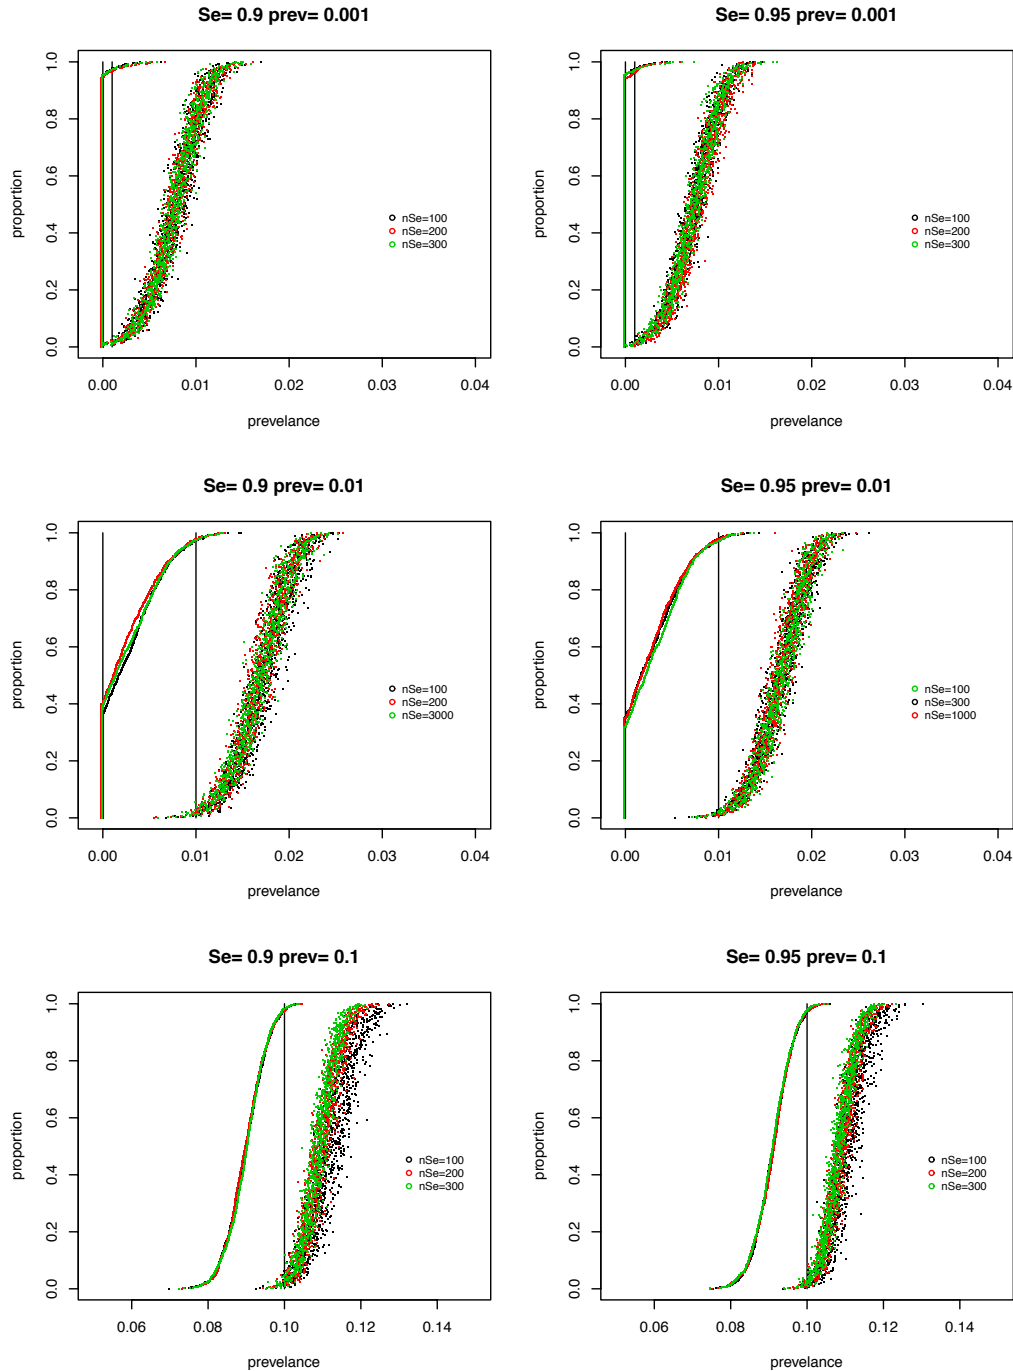 Se= 0.9 prev= 0.001
proportion
0.0 0.2 0.4 0.6 0.8 1.0
nSe=100
nSe=200
nSe=300
0.00 0.01 0.02 0.03 0.04
prevelance
Se= 0.95 prev= 0.001
proportion
0.0 0.2 0.4 0.6 0.8 1.0
nSe=100
nSe=200
nSe=300
0.00 0.01 0.02 0.03 0.04
prevelance
Se= 0.9 prev= 0.01
proportion
0.0 0.2 0.4 0.6 0.8 1.0
nSe=100
nSe=200
nSe=3000
0.00 0.01 0.02 0.03 0.04
prevelance
Se= 0.95 prev= 0.01
proportion
0.0 0.2 0.4 0.6 0.8 1.0
nSe=100
nSe=300
nSe=1000
0.00 0.01 0.02 0.03 0.04
prevelance
Se= 0.9 prev= 0.1
proportion
0.0 0.2 0.4 0.6 0.8 1.0
nSe=100
nSe=200
nSe=300
0.06 0.08 0.10 0.12 0.14
prevelance
Se= 0.95 prev= 0.1
proportion
0.0 0.2 0.4 0.6 0.8 1.0
nSe=100
nSe=200
nSe=300
0.06 0.08 0.10 0.12 0.14
prevelance